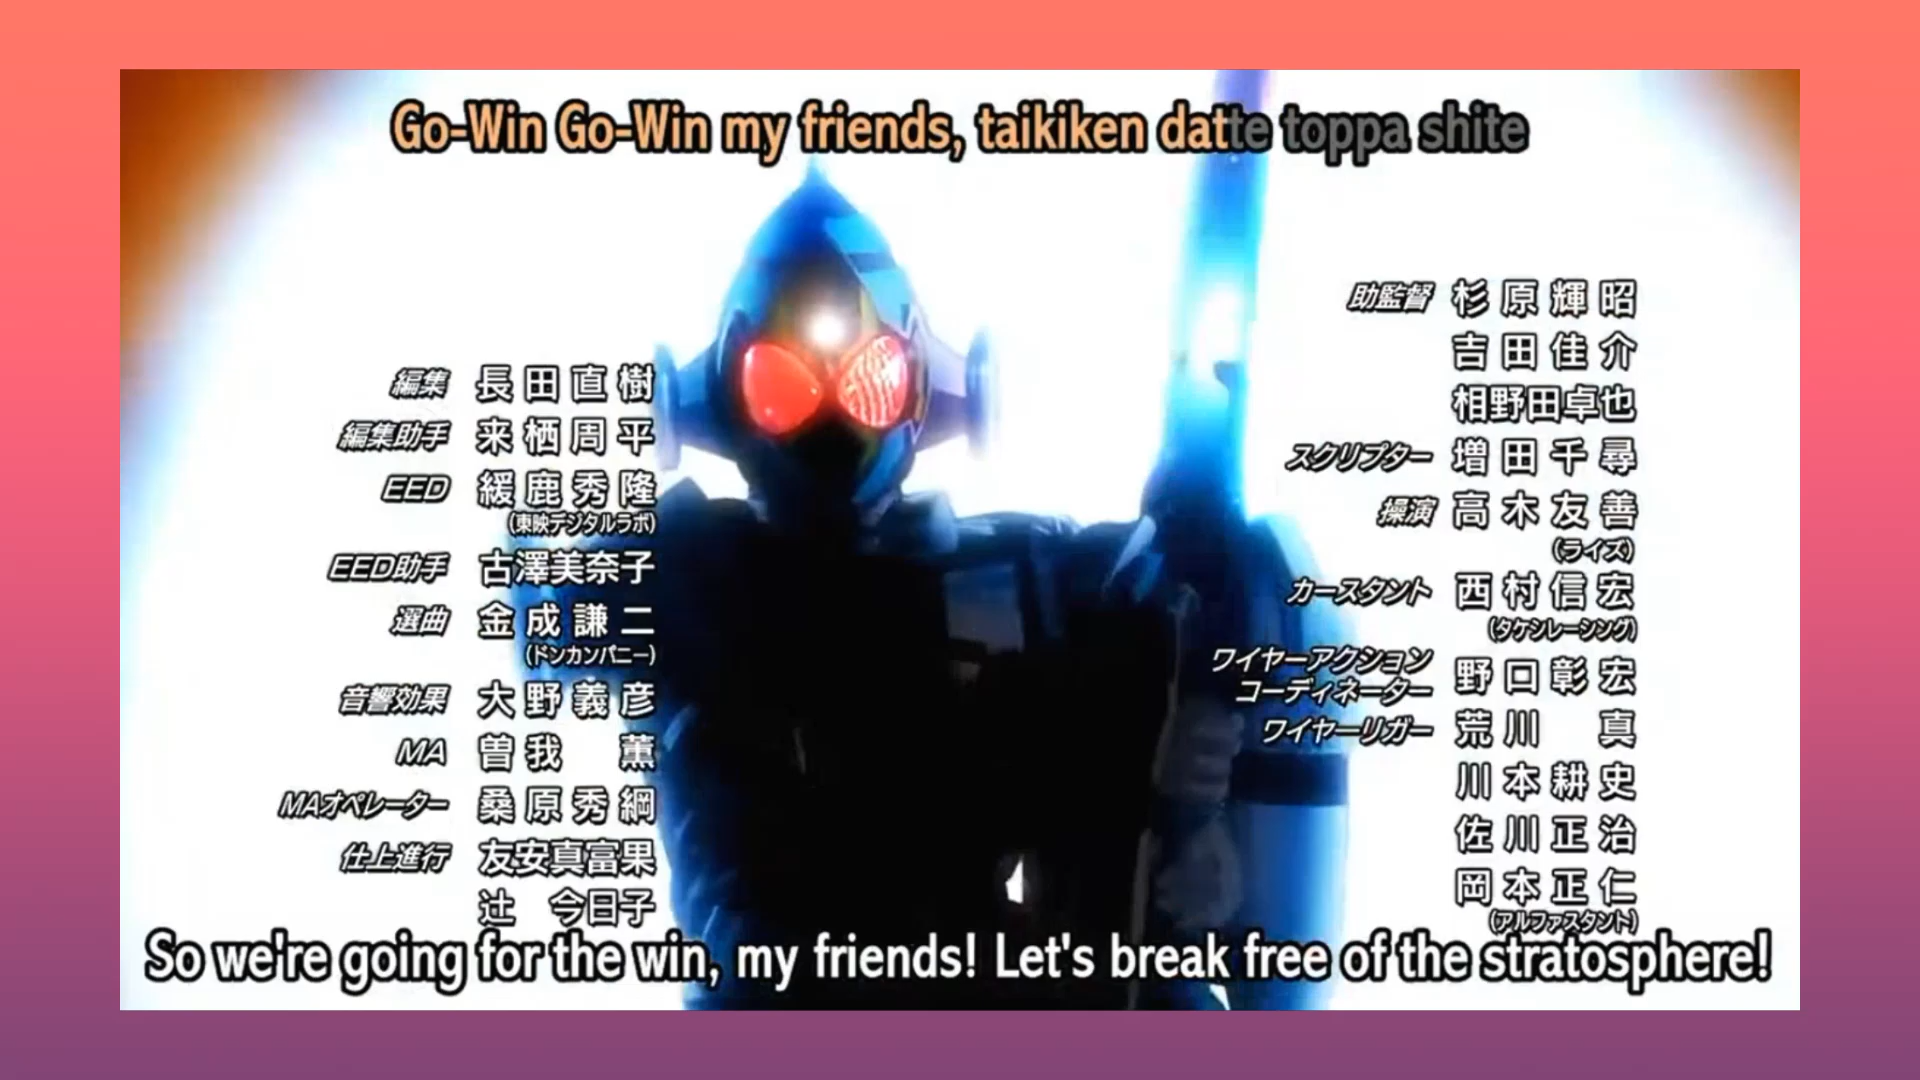 Go-Win Go-Win my friends, taikiken datte toppa shite
編集 長田直樹
編集助手 来栖周平
EED 緩鹿秀隆
(東映デジタルラボ)
EED助手 古澤美奈子
選曲 金成謙二
(ドンカンパニー)
音響効果 大野義彦
MA 曽我 薫
MAオペレーター 桑原秀綱
仕上進行 友安真富果
辻 今日子
助監督 杉原輝昭
吉田佳介
相野田卓也
スクリプター 増田千尋
操演 高木友善
(ライズ)
カースタント 西村信宏
(タケシレーシング)
ワイヤーアクション
コーディネーター 野口彰宏
ワイヤーリガー 荒川 真
川本耕史
佐川正治
岡本正仁
(アルファスタント)
So we're going for the win, my friends! Let's break free of the stratosphere!